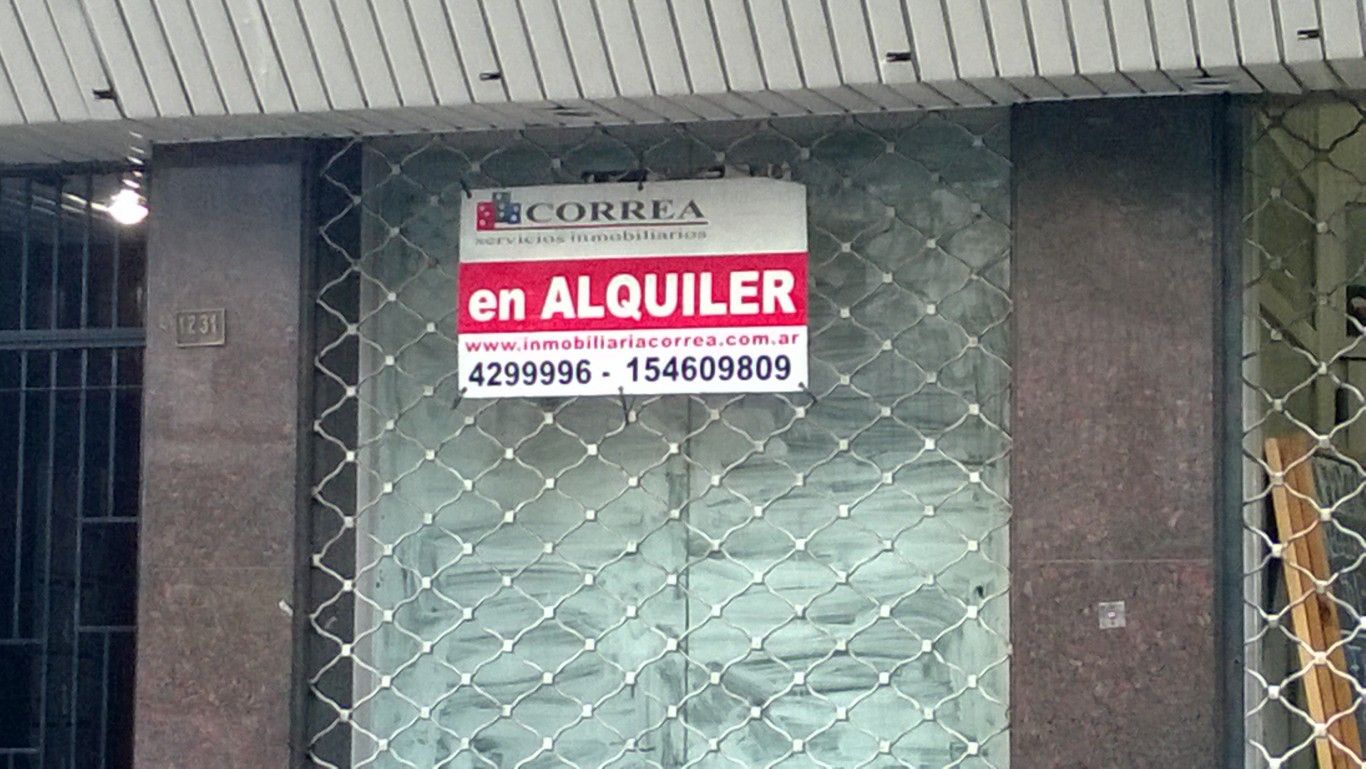 CORREA
servicios inmobiliarios
en ALQUILER
www.inmobiliariacorrea.com.ar
4299996 - 154609809
1231